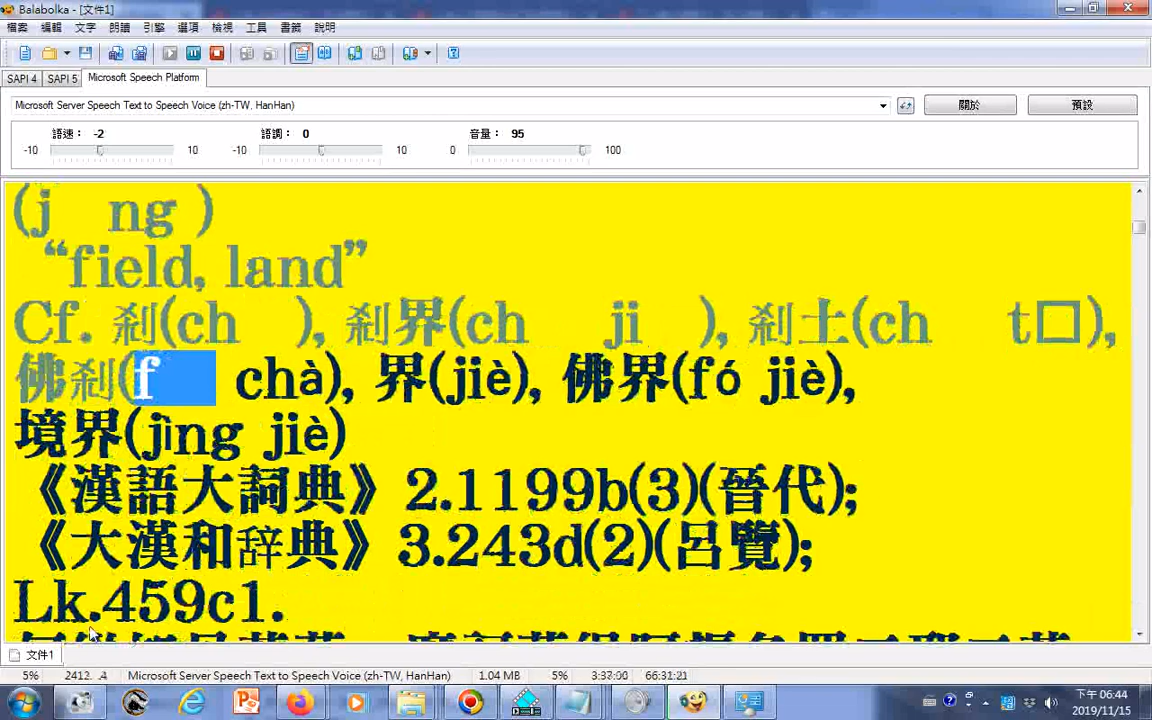 Balabolka - [文件1]
檔案 編輯 文字 朗讀 引擎 選項 檢視 工具 書籤 說明
SAPI 4 SAPI 5 Microsoft Speech Platform
Microsoft Server Speech Text to Speech Voice (zh-TW, HanHan) 關於 預設
語速： -2 語調： 0 音量： 95
-10 10 -10 10 0 100
(j ng )
“field, land”
Cf. 剎(ch ), 剎界(ch ji ), 剎土(ch t□),
佛剎(f chà), 界(jiè), 佛界(fó jiè),
境界(jìng jiè)
《漢語大詞典》 2.1199b(3)(晉代);
《大漢和辞典》 3.243d(2)(呂覽);
Lk.459c1.
文件1
5% 2412. .A Microsoft Server Speech Text to Speech Voice (zh-TW, HanHan) 1.04 MB 5% 3:37:00 66:31:21
下午 06:44
2019/11/15